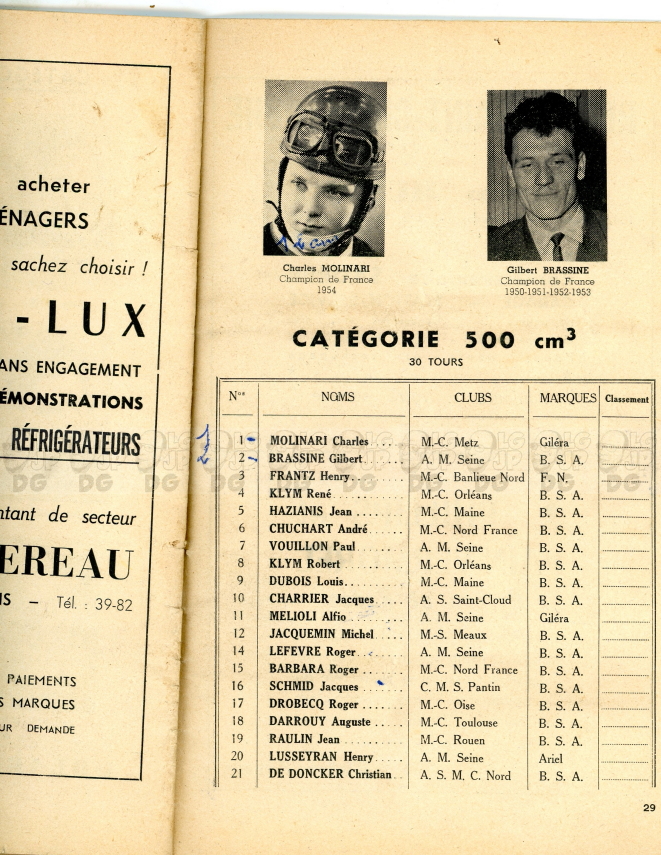 acheter
ÉNAGERS
sachez choisir !
- LUX
ANS ENGAGEMENT
ÉMONSTRATIONS
RÉFRIGÉRATEURS
ntant de secteur
EREAU
IS – Tél. : 39-82
PAIEMENTS
S MARQUES
UR DEMANDE
Charles MOLINARI
Champion de France
1954
Gilbert BRASSINE
Champion de France
1950-1951-1952-1953
CATÉGORIE 500 cm³
30 TOURS
Nos NOMS CLUBS MARQUES Classement
1 MOLINARI Charles M.-C. Metz Giléra
2 BRASSINE Gilbert A. M. Seine B. S. A.
3 FRANTZ Henry M.-C. Banlieue Nord F. N.
4 KLYM René M.-C. Orléans B. S. A.
5 HAZIANIS Jean M.-C. Maine B. S. A.
6 CHUCHART André M.-C. Nord France B. S. A.
7 VOUILLON Paul A. M. Seine B. S. A.
8 KLYM Robert M.-C. Orléans B. S. A.
9 DUBOIS Louis M.-C. Maine B. S. A.
10 CHARRIER Jacques A. S. Saint-Cloud B. S. A.
11 MELIOLI Alfio A. M. Seine Giléra
12 JACQUEMIN Michel M.-S. Meaux B. S. A.
14 LEFEVRE Roger A. M. Seine B. S. A.
15 BARBARA Roger M.-C. Nord France B. S. A.
16 SCHMID Jacques C. M. S. Pantin B. S. A.
17 DROBECQ Roger M.-C. Oise B. S. A.
18 DARROUY Auguste M.-C. Toulouse B. S. A.
19 RAULIN Jean M.-C. Rouen B. S. A.
20 LUSSEYRAN Henry A. M. Seine Ariel
21 DE DONCKER Christian A. S. M. C. Nord B. S. A.
29